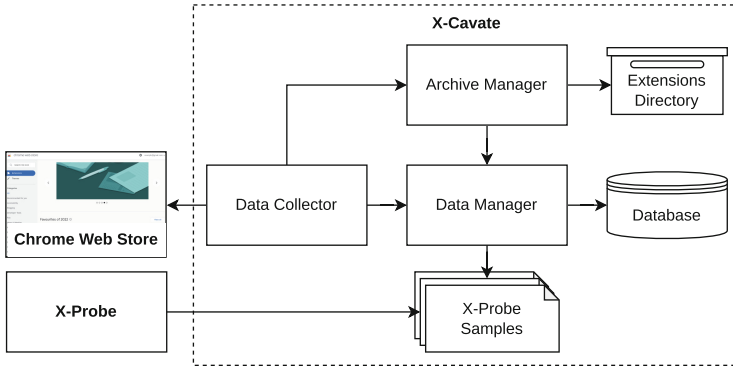 X-Cavate
Archive Manager
Extensions
Directory
Data Collector
Data Manager
Database
Chrome Web Store
X-Probe
X-Probe
Samples